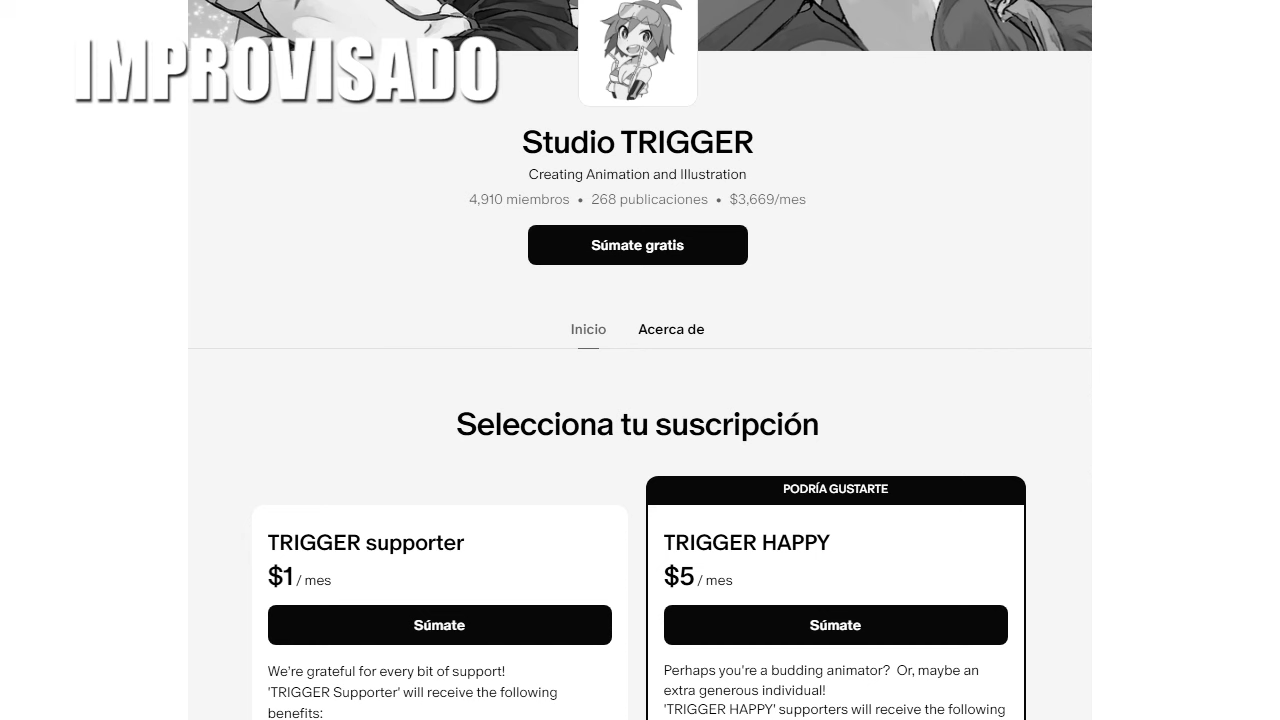 IMPROVISADO
Studio TRIGGER
Creating Animation and Illustration
4,910 miembros • 268 publicaciones • $3,669/mes
Súmate gratis
Inicio
Acerca de
Selecciona tu suscripción
TRIGGER supporter
$1 / mes
Súmate
We're grateful for every bit of support!
'TRIGGER Supporter' will receive the following
benefits:
PODRÍA GUSTARTE
TRIGGER HAPPY
$5 / mes
Súmate
Perhaps you're a budding animator?  Or, maybe an
extra generous individual!
'TRIGGER HAPPY' supporters will receive the following